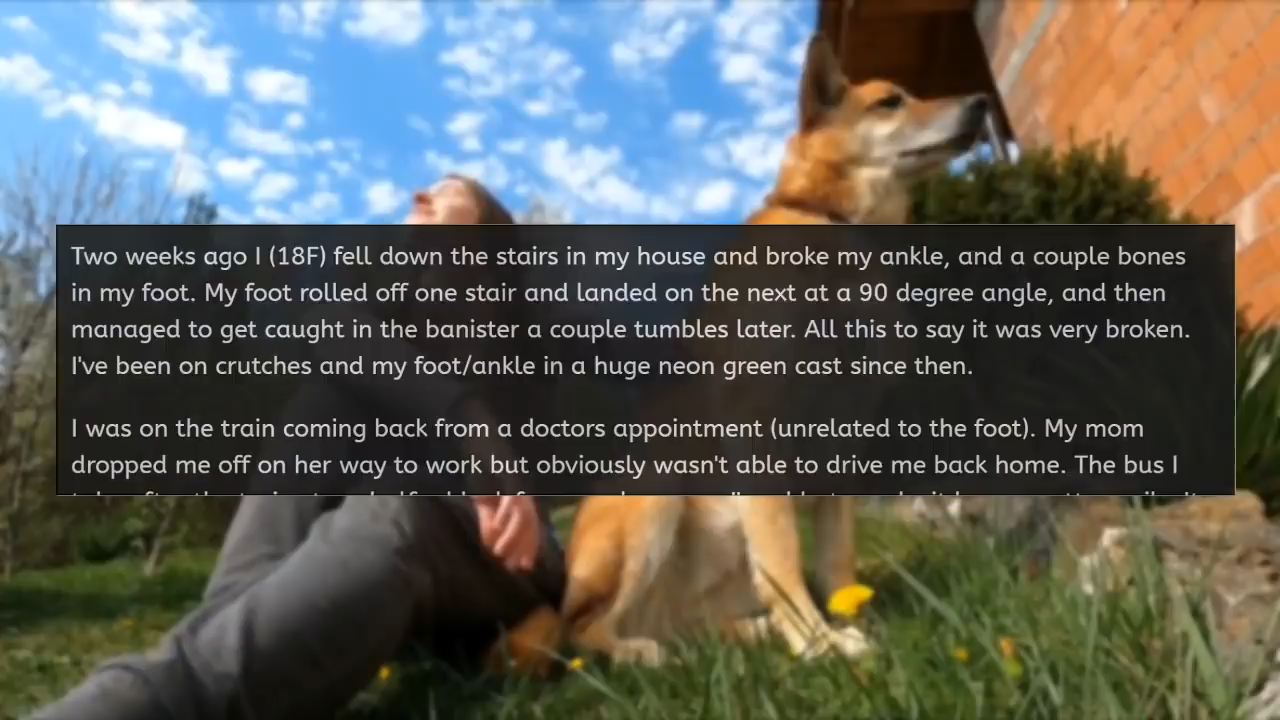 Two weeks ago I (18F) fell down the stairs in my house and broke my ankle, and a couple bones
in my foot. My foot rolled off one stair and landed on the next at a 90 degree angle, and then
managed to get caught in the banister a couple tumbles later. All this to say it was very broken.
I've been on crutches and my foot/ankle in a huge neon green cast since then.
I was on the train coming back from a doctors appointment (unrelated to the foot). My mom
dropped me off on her way to work but obviously wasn't able to drive me back home. The bus I